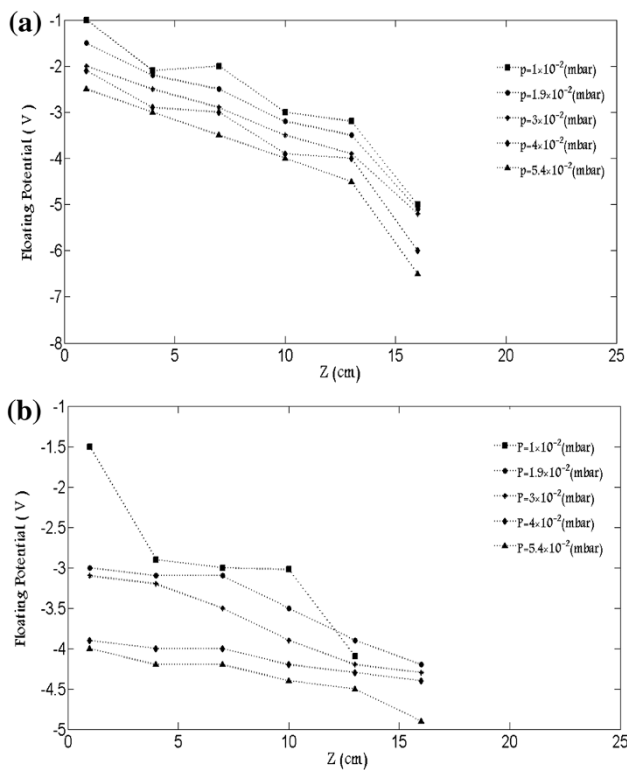 (a)
-1
-2
-3
-4
-5
-6
-7
-8
Floating Potential ( V )
0 5 10 15 20 25
Z (cm)
p=1×10⁻² (mbar)
p=1.9×10⁻² (mbar)
p=3×10⁻² (mbar)
p=4×10⁻² (mbar)
p=5.4×10⁻² (mbar)
(b)
-1
-1.5
-2
-2.5
-3
-3.5
-4
-4.5
-5
Floating Potential ( V )
0 5 10 15 20 25
Z (cm)
P=1×10⁻² (mbar)
P=1.9×10⁻² (mbar)
P=3×10⁻² (mbar)
P=4×10⁻² (mbar)
P=5.4×10⁻² (mbar)